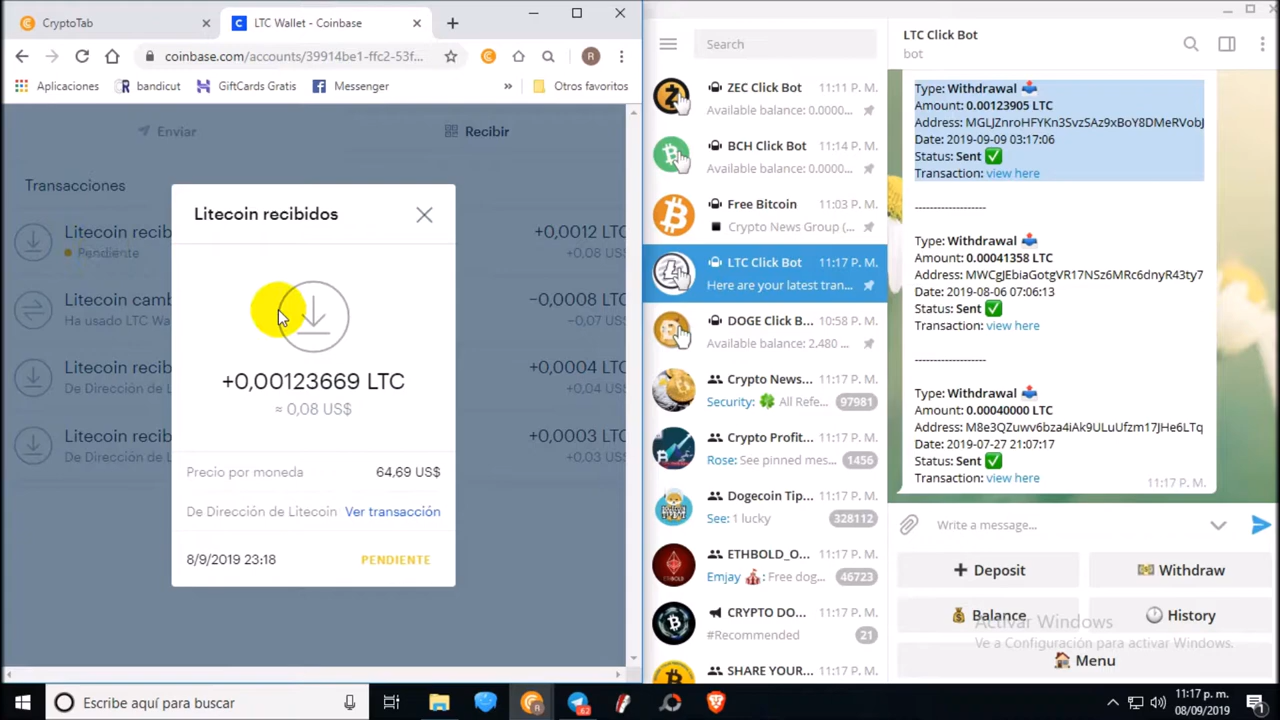 CryptoTab
LTC Wallet - Coinbase
coinbase.com/accounts/39914be1-ffc2-53f...
R
Aplicaciones
bandicut
GiftCards Gratis
Messenger
»
Otros favoritos
Enviar
Recibir
Transacciones
Litecoin recib
Pendiente
+0,0012 LTC
+0,08 US$
Litecoin camb
Ha usado LTC Wa
−0,0008 LTC
−0,07 US$
Litecoin recib
De Dirección de L
+0,0004 LTC
+0,04 US$
Litecoin recib
De Dirección de L
+0,0003 LTC
+0,03 US$
Litecoin recibidos
+0,00123669 LTC
≈ 0,08 US$
Precio por moneda
64,69 US$
De Dirección de Litecoin
Ver transacción
8/9/2019 23:18
PENDIENTE
Search
ZEC Click Bot
11:11 P. M.
Available balance: 0.0000...
BCH Click Bot
11:14 P. M.
Available balance: 0.0000...
Free Bitcoin
11:03 P. M.
Crypto News Group (...
LTC Click Bot
11:17 P. M.
Here are your latest tran...
DOGE Click B...
10:58 P. M.
Available balance: 2.480 ...
Crypto News...
11:17 P. M.
Security: 🍀 All Refe...
97981
Crypto Profit...
11:17 P. M.
Rose: See pinned mes...
1456
Dogecoin Tip...
11:17 P. M.
See: 1 lucky
328112
ETHBOLD_O...
11:17 P. M.
Emjay 🎪: Free dog...
46723
CRYPTO DO...
11:17 P. M.
#Recommended
21
SHARE YOUR...
11:17 P. M.
LTC Click Bot
bot
Type: Withdrawal 📤
Amount: 0.00123905 LTC
Address: MGLJZnroHFYKn3SvzSAz9xBoY8DMeRVobJ
Date: 2019-09-09 03:17:06
Status: Sent ✅
Transaction: view here
------------------
Type: Withdrawal 📤
Amount: 0.00041358 LTC
Address: MWCgJEbiaGotgVR17NSz6MRc6dnyR43ty7
Date: 2019-08-06 07:06:13
Status: Sent ✅
Transaction: view here
------------------
Type: Withdrawal 📤
Amount: 0.00040000 LTC
Address: M8e3QZuwv6bza4iAk9ULuUfzm17JHe6LTq
Date: 2019-07-27 21:07:17
Status: Sent ✅
Transaction: view here
11:17 P. M.
Write a message...
Deposit
Withdraw
Balance
History
Menu
Activar Windows
Ve a Configuración para activar Windows.
Escribe aquí para buscar
R
62
11:17 p. m.
08/09/2019
1